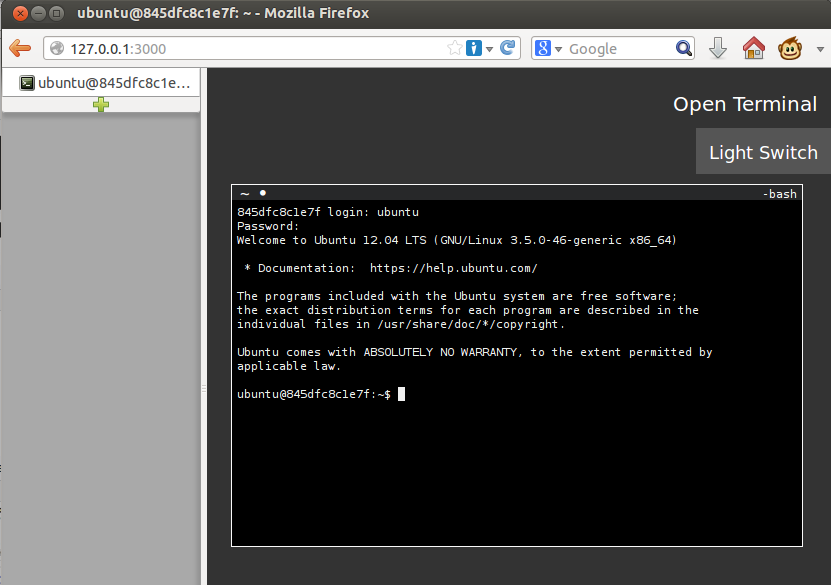 ubuntu@845dfc8c1e7f: ~ - Mozilla Firefox
127.0.0.1:3000
8 Google
ubuntu@845dfc8c1e...
Open Terminal
Light Switch
~ • -bash
845dfc8c1e7f login: ubuntu
Password:
Welcome to Ubuntu 12.04 LTS (GNU/Linux 3.5.0-46-generic x86_64)
* Documentation: https://help.ubuntu.com/
The programs included with the Ubuntu system are free software;
the exact distribution terms for each program are described in the
individual files in /usr/share/doc/*/copyright.
Ubuntu comes with ABSOLUTELY NO WARRANTY, to the extent permitted by
applicable law.
ubuntu@845dfc8c1e7f:~$